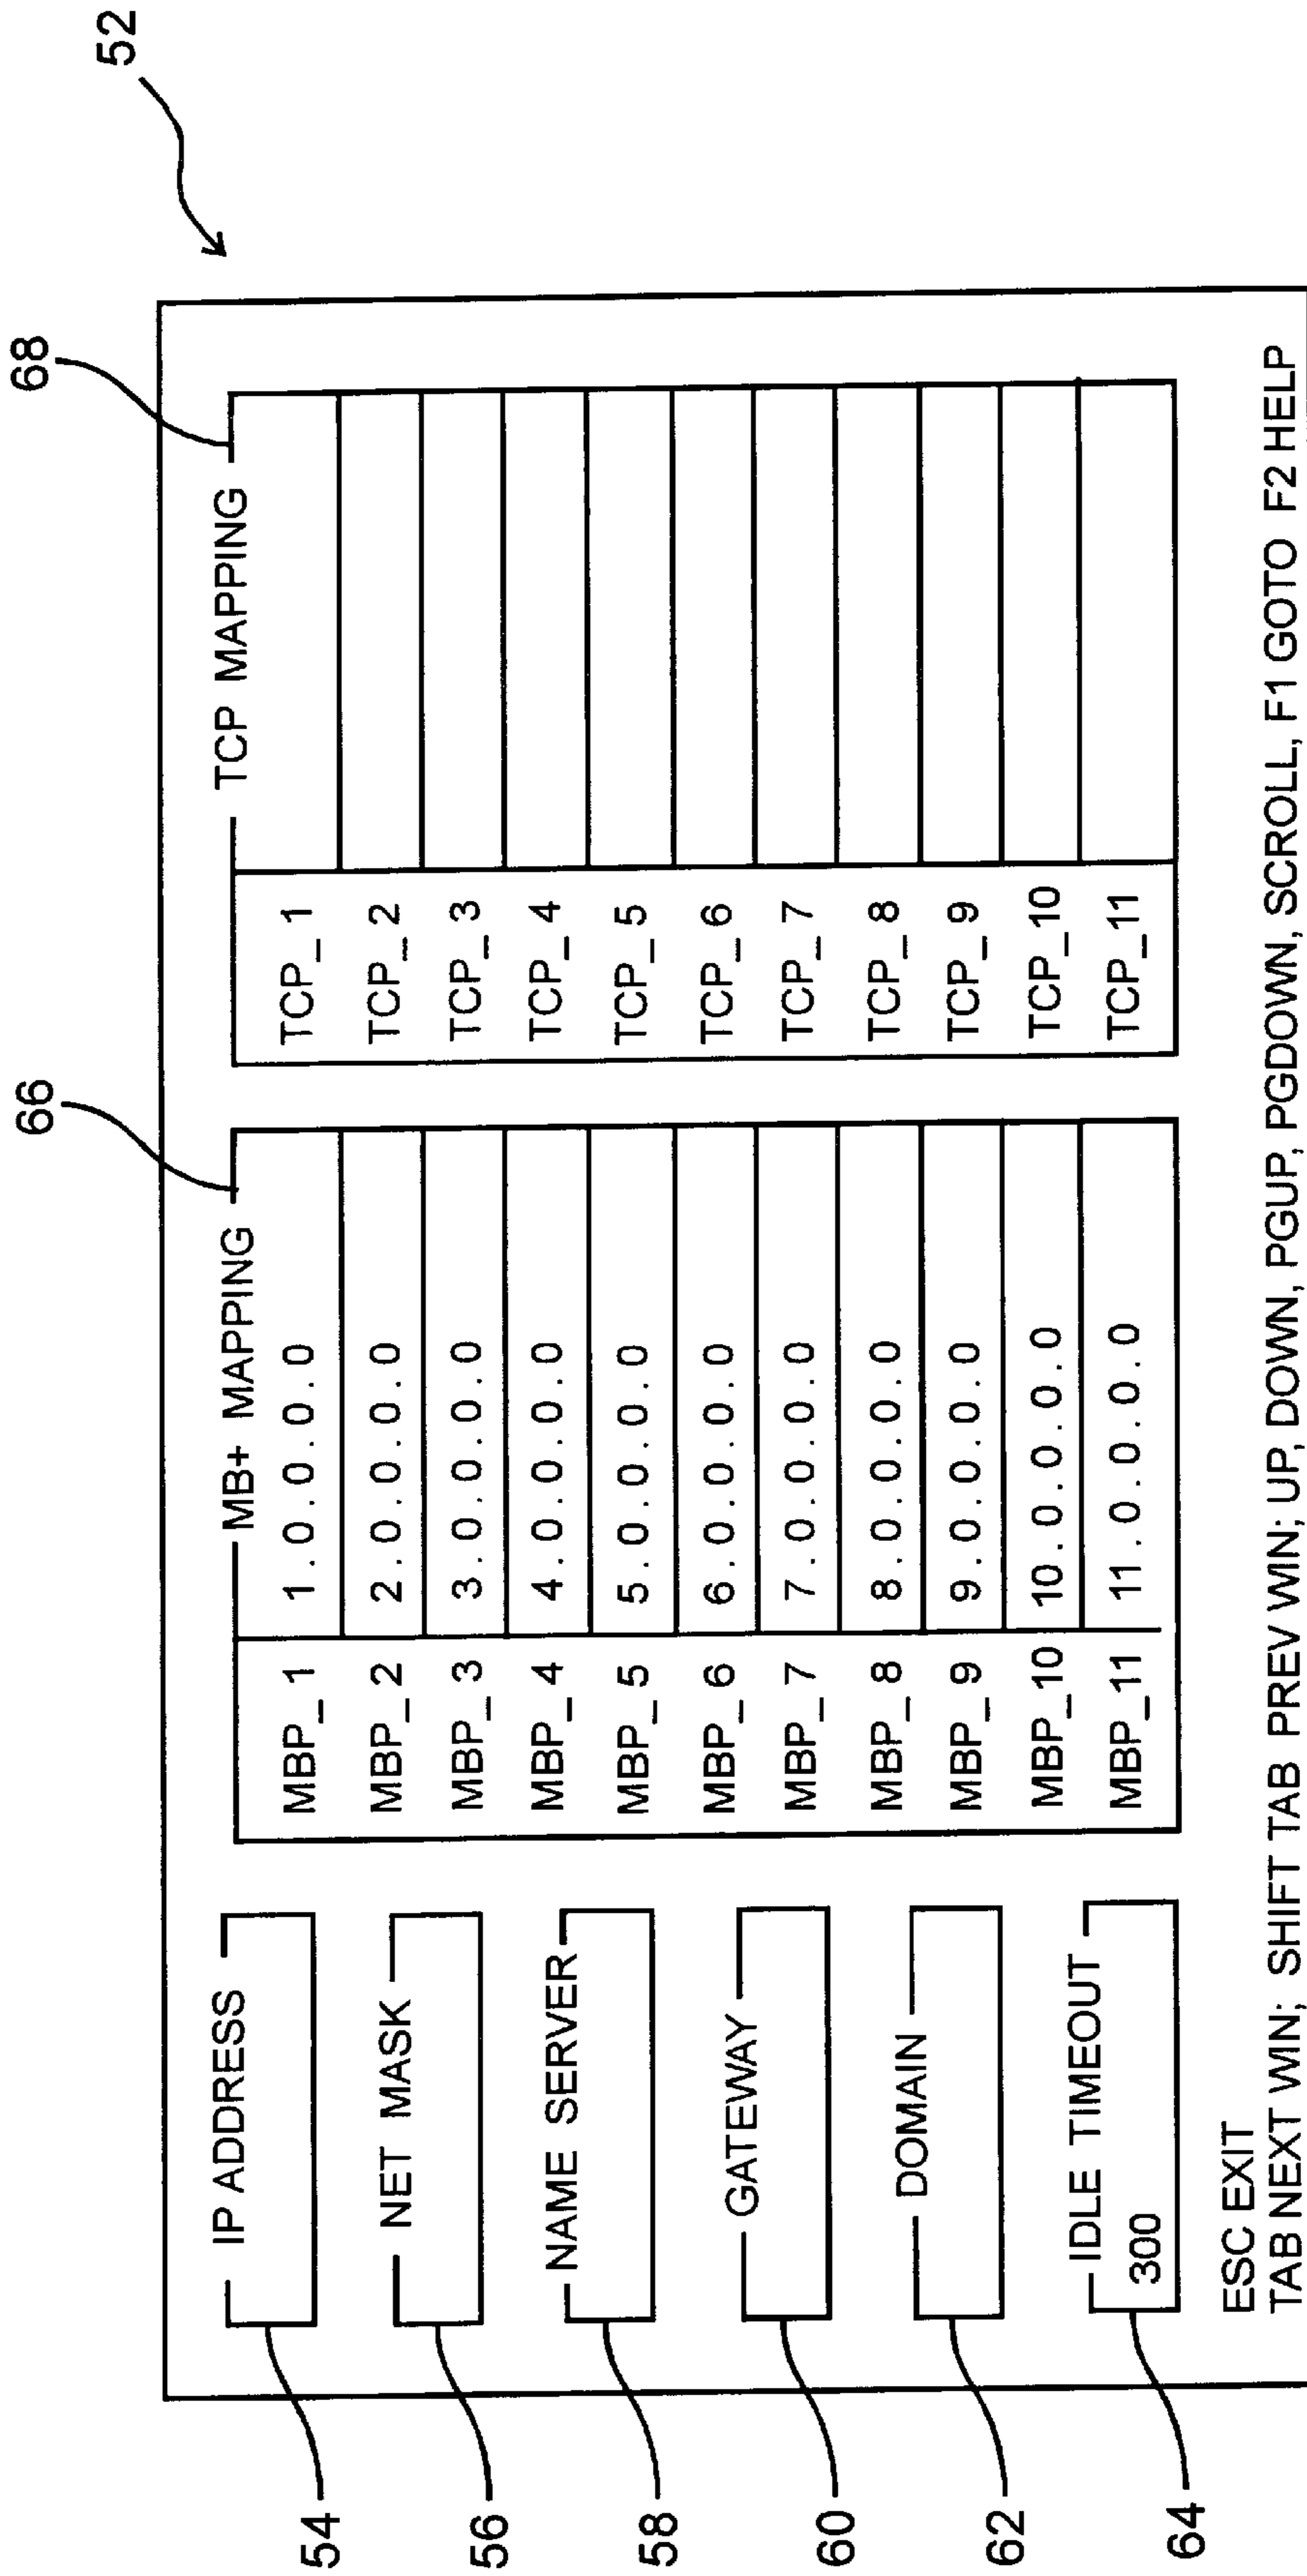 52
68
66
IP ADDRESS
54
NET MASK
56
NAME SERVER
58
GATEWAY
60
DOMAIN
62
IDLE TIMEOUT
300
64
MB+ MAPPING
MBP_1 1.0.0.0.0
MBP_2 2.0.0.0.0
MBP_3 3.0.0.0.0
MBP_4 4.0.0.0.0
MBP_5 5.0.0.0.0
MBP_6 6.0.0.0.0
MBP_7 7.0.0.0.0
MBP_8 8.0.0.0.0
MBP_9 9.0.0.0.0
MBP_10 10.0.0.0.0
MBP_11 11.0.0.0.0
TCP MAPPING
TCP_1
TCP_2
TCP_3
TCP_4
TCP_5
TCP_6
TCP_7
TCP_8
TCP_9
TCP_10
TCP_11
ESC EXIT
TAB NEXT WIN; SHIFT TAB PREV WIN; UP, DOWN, PGUP, PGDOWN, SCROLL, F1 GOTO F2 HELP